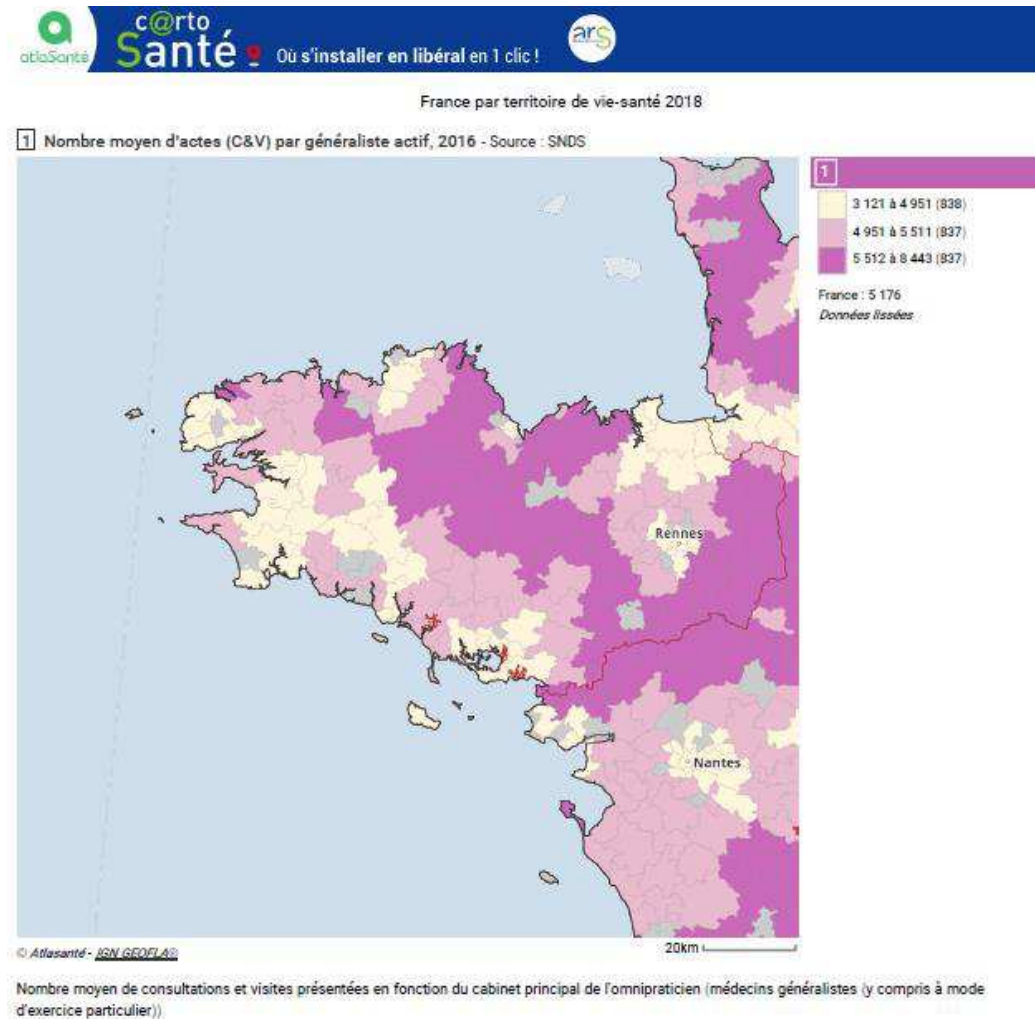 atlaSanté
c@rto
Santé
Où s'installer en libéral en 1 clic !
ars
France par territoire de vie-santé 2018
1 Nombre moyen d'actes (C&V) par généraliste actif, 2016 - Source : SNDS
1
3 121 à 4 951 (838)
4 951 à 5 511 (837)
5 512 à 8 443 (837)
France : 5 176
Données lissées
Rennes
Nantes
20km
© Atlasanté - IGN GEOFLA®
Nombre moyen de consultations et visites présentées en fonction du cabinet principal de l'omnipraticien (médecins généralistes (y compris à mode
d'exercice particulier))